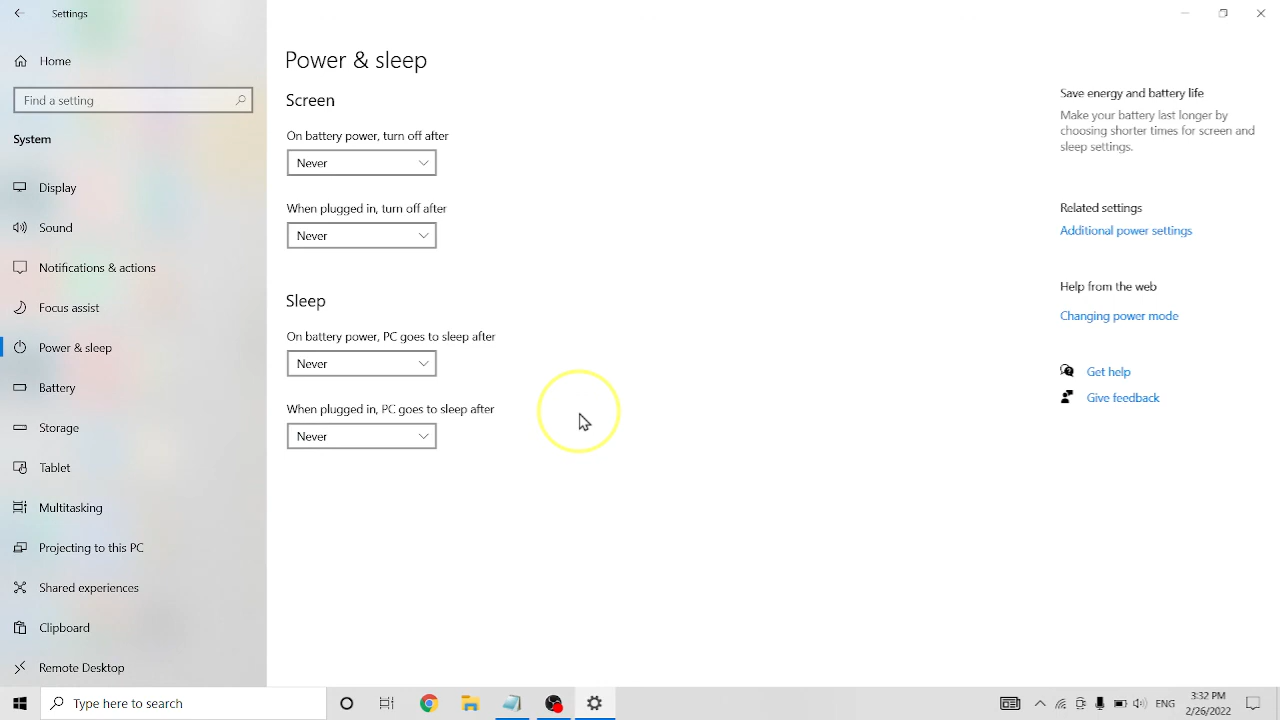 Settings
Home
Find a setting
System
Display
Sound
Notifications & actions
Focus assist
Power & sleep
Battery
Storage
Tablet
Multitasking
Projecting to this PC
Shared experiences
Clipboard
Remote Desktop
Power & sleep
Screen
On battery power, turn off after
Never
When plugged in, turn off after
Never
Sleep
On battery power, PC goes to sleep after
Never
When plugged in, PC goes to sleep after
Never
Save energy and battery life
Make your battery last longer by
choosing shorter times for screen and
sleep settings.
Related settings
Additional power settings
Help from the web
Changing power mode
Get help
Give feedback
Type here to search
ENG
3:32 PM
2/26/2022